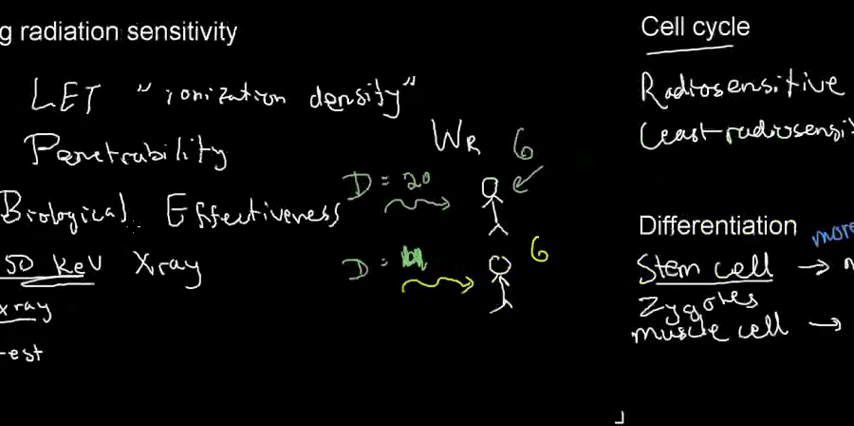 g radiation sensitivity
LET "ionization density"
Penetrability
Biological Effectiveness
50 KeV Xray
xray
est
WR 6
D = 20
D = 6
Cell cycle
Radiosensitive
Least radiosensit
Differentiation
more
Stem cell →
Zygotes
muscle cell →